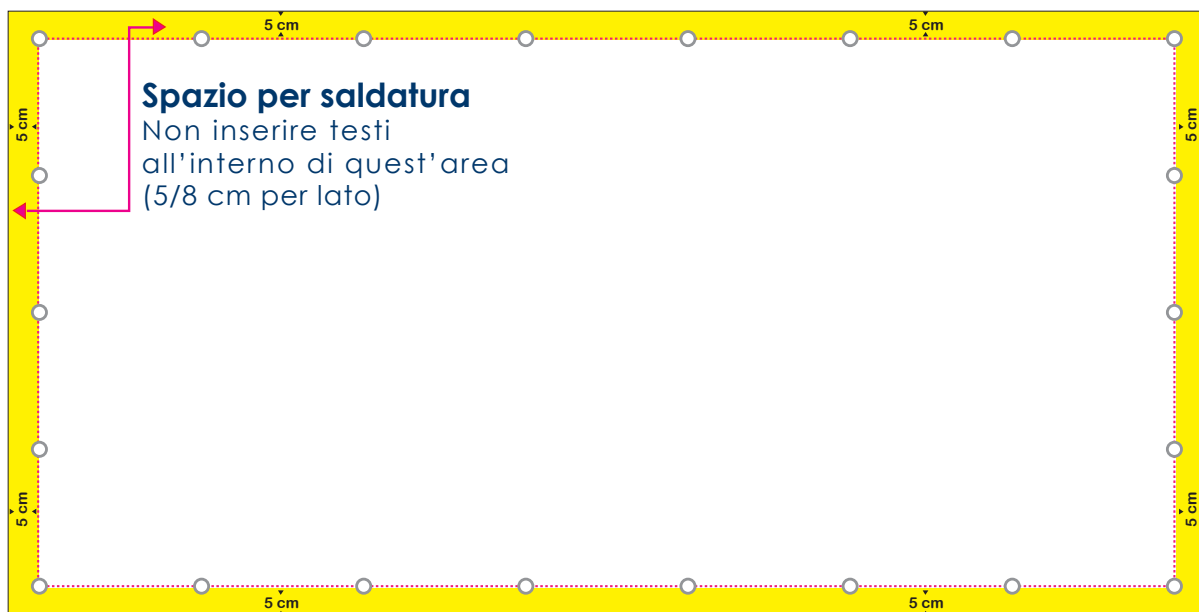 5 cm
5 cm
Spazio per saldatura
Non inserire testi
all'interno di quest'area
(5/8 cm per lato)
5 cm
5 cm
5 cm
5 cm
5 cm
5 cm